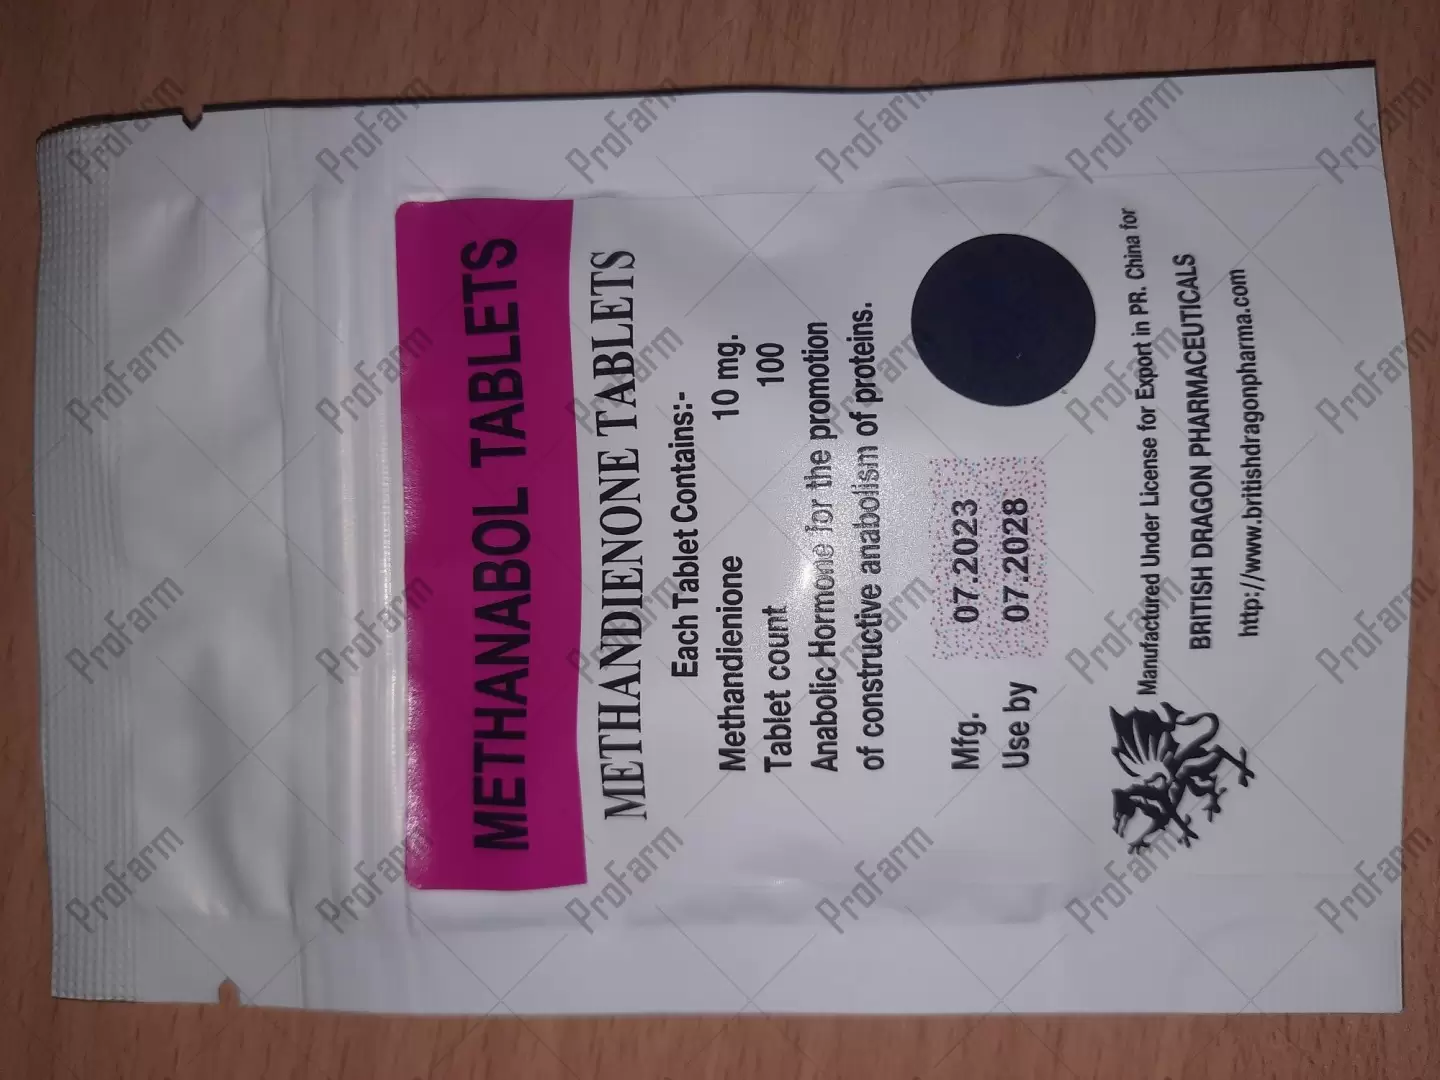 METHANABOL TABLETS
METHANDIENONE TABLETS
Each Tablet Contains:-
Methandienione 10 mg.
Tablet count 100
Anabolic Hormone for the promotion
of constructive anabolism of proteins.
Mfg. 07.2023
Use by 07.2028
Manufactured Under License for Export in PR. China for
BRITISH DRAGON PHARMACEUTICALS
http://www.britishdragonpharma.com
ProFarm